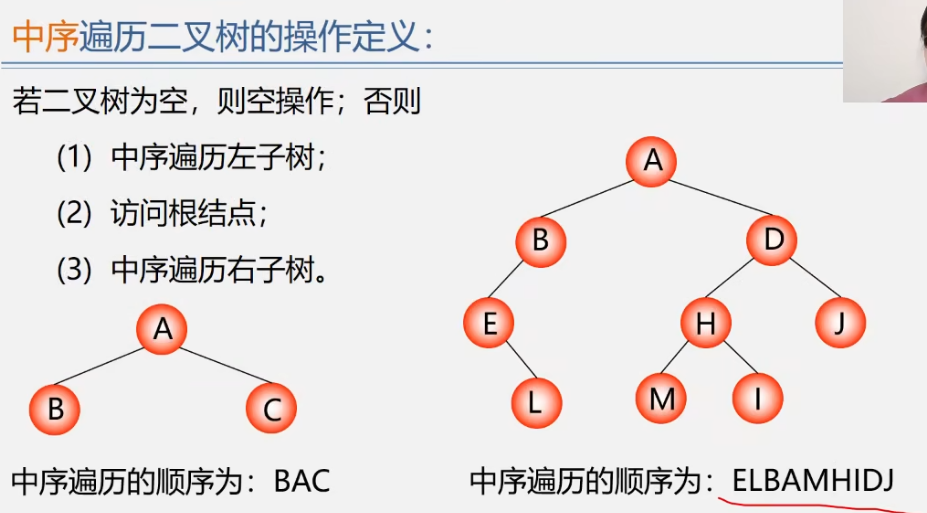 中序遍历二叉树的操作定义：
若二叉树为空，则空操作；否则
(1) 中序遍历左子树；
(2) 访问根结点；
(3) 中序遍历右子树。
A
B C
中序遍历的顺序为：BAC
A
B D
E H J
L M I
中序遍历的顺序为：ELBAMHIDJ